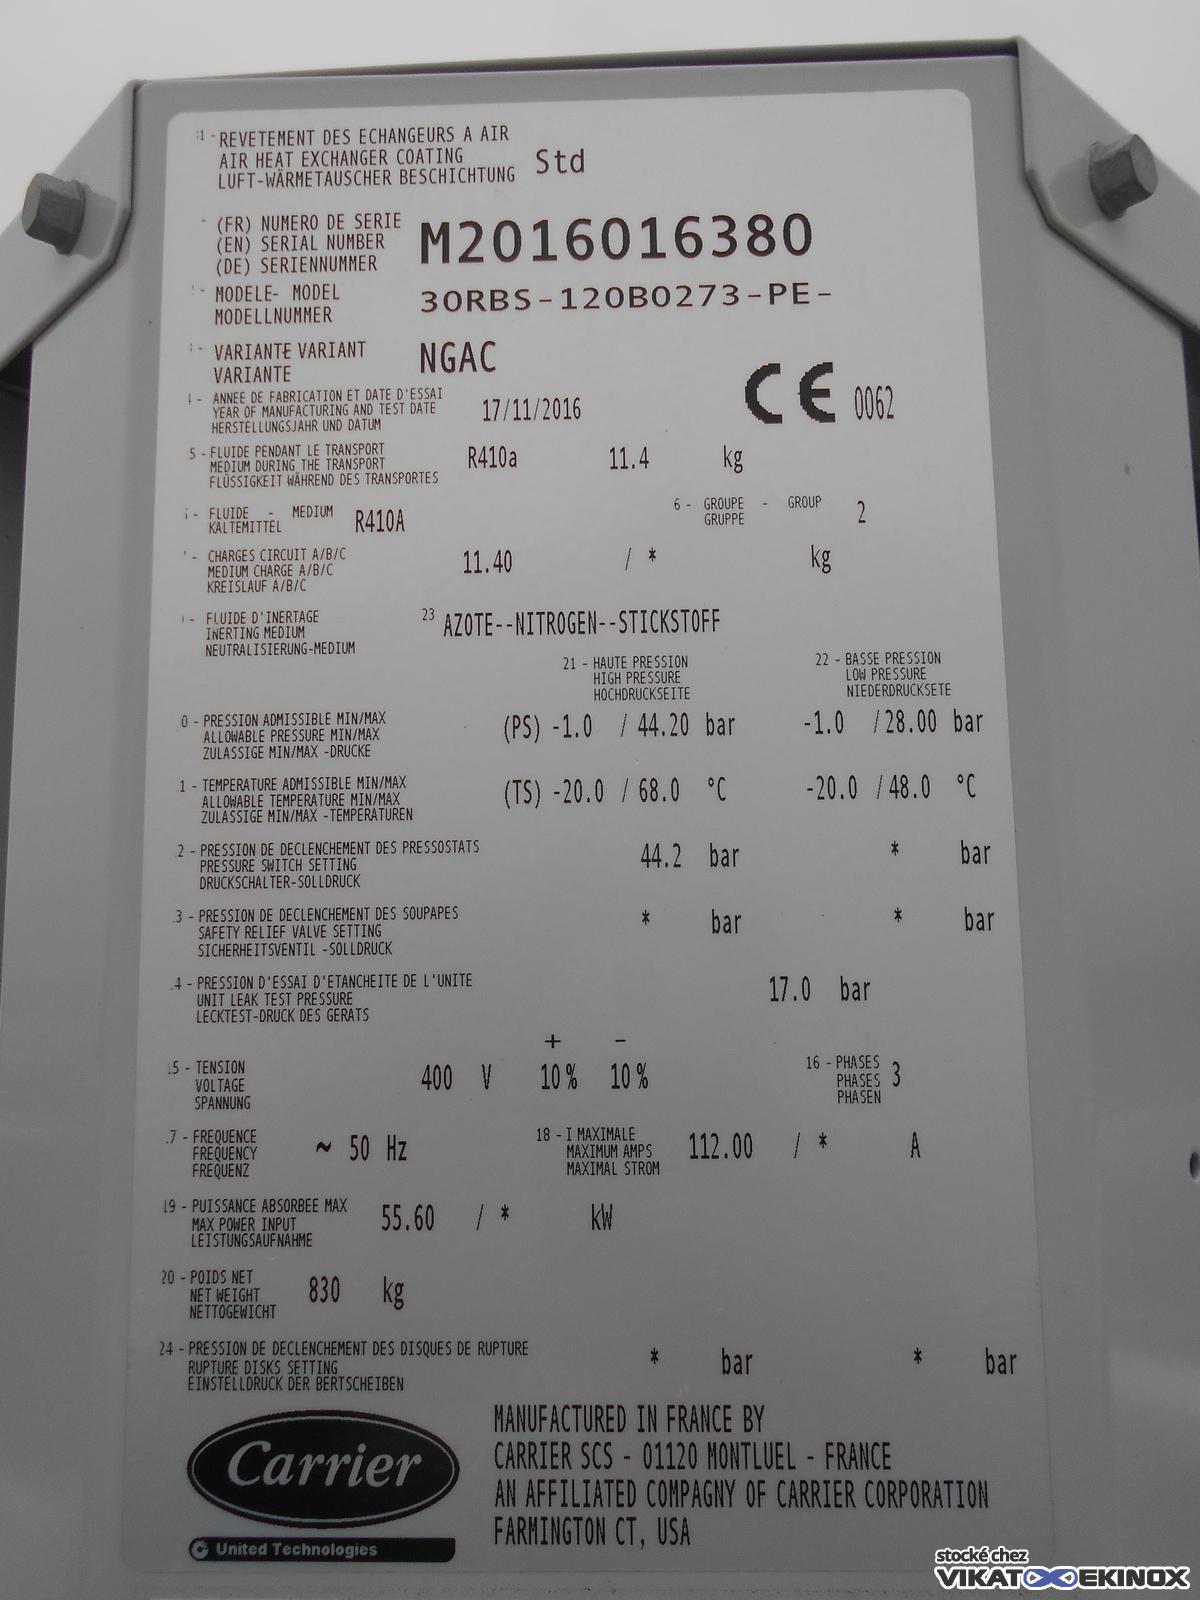 31 - REVETEMENT DES ECHANGEURS A AIR
AIR HEAT EXCHANGER COATING
LUFT-WÄRMETAUSCHER BESCHICHTUNG
Std
- (FR) NUMERO DE SERIE
(EN) SERIAL NUMBER
(DE) SERIENNUMMER
M2016016380
- MODELE- MODEL
MODELLNUMMER
30RBS-120B0273-PE-
- VARIANTE VARIANT
VARIANTE
NGAC
- ANNEE DE FABRICATION ET DATE D'ESSAI
YEAR OF MANUFACTURING AND TEST DATE
HERSTELLUNGSJAHR UND DATUM
17/11/2016
CE 0062
5 - FLUIDE PENDANT LE TRANSPORT
MEDIUM DURING THE TRANSPORT
FLÜSSIGKEIT WÄHREND DES TRANSPORTES
R410a 11.4 kg
- FLUIDE - MEDIUM
KALTEMITTEL
R410A
6 - GROUPE - GROUP
GRUPPE
2
- CHARGES CIRCUIT A/B/C
MEDIUM CHARGE A/B/C
KREISLAUF A/B/C
11.40 / * kg
- FLUIDE D'INERTAGE
INERTING MEDIUM
NEUTRALISIERUNG-MEDIUM
23 AZOTE--NITROGEN--STICKSTOFF
21 - HAUTE PRESSION
HIGH PRESSURE
HOCHDRUCKSEITE
22 - BASSE PRESSION
LOW PRESSURE
NIEDERDRUCKSETE
0 - PRESSION ADMISSIBLE MIN/MAX
ALLOWABLE PRESSURE MIN/MAX
ZULASSIGE MIN/MAX -DRUCKE
(PS) -1.0 / 44.20 bar -1.0 /28.00 bar
1 - TEMPERATURE ADMISSIBLE MIN/MAX
ALLOWABLE TEMPERATURE MIN/MAX
ZULASSIGE MIN/MAX -TEMPERATUREN
(TS) -20.0 / 68.0 °C -20.0 /48.0 °C
2 - PRESSION DE DECLENCHEMENT DES PRESSOSTATS
PRESSURE SWITCH SETTING
DRUCKSCHALTER-SOLLDRUCK
44.2 bar * bar
3 - PRESSION DE DECLENCHEMENT DES SOUPAPES
SAFETY RELIEF VALVE SETTING
SICHERHEITSVENTIL -SOLLDRUCK
* bar * bar
4 - PRESSION D'ESSAI D'ETANCHEITE DE L'UNITE
UNIT LEAK TEST PRESSURE
LECKTEST-DRUCK DES GERATS
17.0 bar
5 - TENSION
VOLTAGE
SPANNUNG
+ -
400 V 10% 10%
16 - PHASES
PHASES
PHASEN
3
7 - FREQUENCE
FREQUENCY
FREQUENZ
~ 50 Hz
18 - I MAXIMALE
MAXIMUM AMPS
MAXIMAL STROM
112.00 / * A
19 - PUISSANCE ABSORBEE MAX
MAX POWER INPUT
LEISTUNGSAUFNAHME
55.60 / * kW
20 - POIDS NET
NET WEIGHT
NETTOGEWICHT
830 kg
24 - PRESSION DE DECLENCHEMENT DES DISQUES DE RUPTURE
RUPTURE DISKS SETTING
EINSTELLDRUCK DER BERTSCHEIBEN
* bar * bar
Carrier
United Technologies
MANUFACTURED IN FRANCE BY
CARRIER SCS - 01120 MONTLUEL - FRANCE
AN AFFILIATED COMPAGNY OF CARRIER CORPORATION
FARMINGTON CT, USA
stocké chez
VIKATOEKINOX